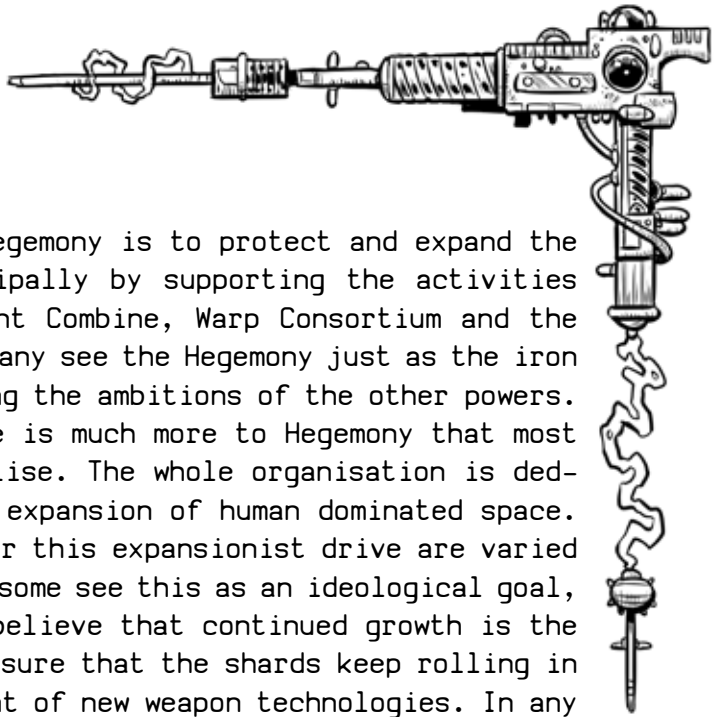 egemony is to protect and expand the
ipally by supporting the activities
nt Combine, Warp Consortium and the
any see the Hegemony just as the iron
ng the ambitions of the other powers.
e is much more to Hegemony that most
lise. The whole organisation is ded-
expansion of human dominated space.
r this expansionist drive are varied
some see this as an ideological goal,
believe that continued growth is the
sure that the shards keep rolling in
nt of new weapon technologies. In any